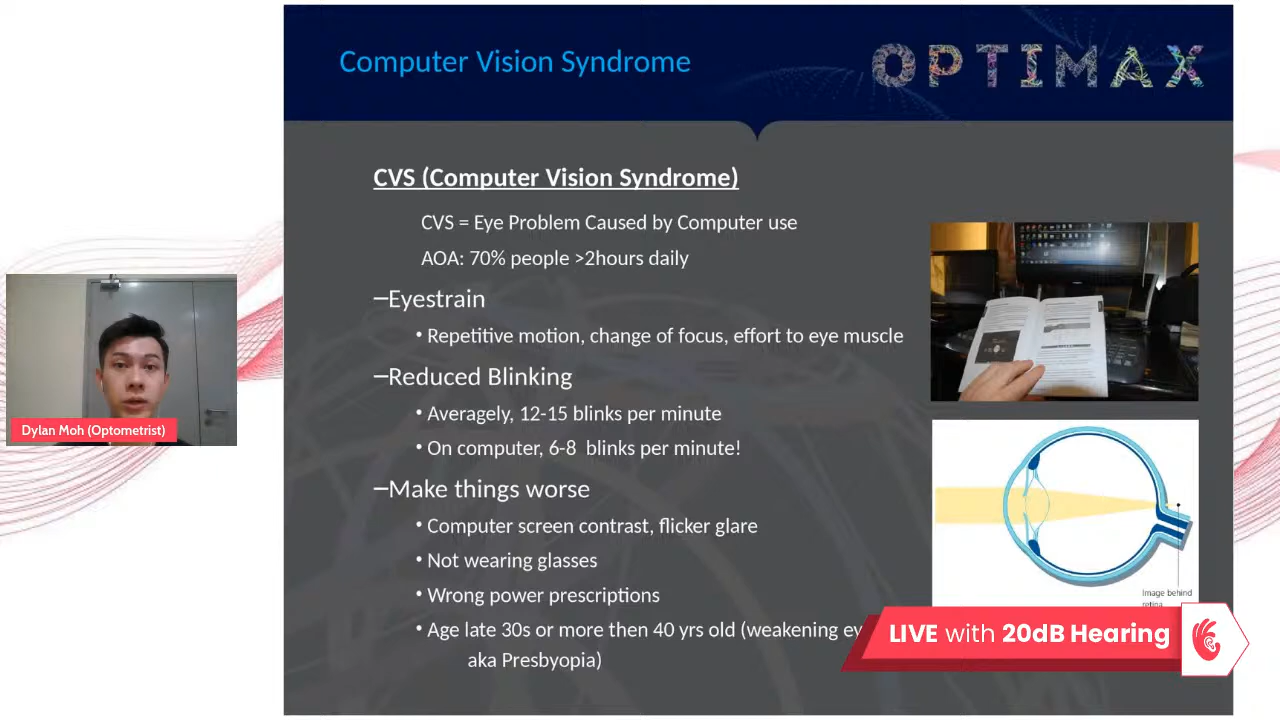 Computer Vision Syndrome
OPTIMAX
CVS (Computer Vision Syndrome)
CVS = Eye Problem Caused by Computer use
AOA: 70% people >2hours daily
–Eyestrain
• Repetitive motion, change of focus, effort to eye muscle
–Reduced Blinking
• Averagely, 12-15 blinks per minute
• On computer, 6-8 blinks per minute!
–Make things worse
• Computer screen contrast, flicker glare
• Not wearing glasses
• Wrong power prescriptions
• Age late 30s or more then 40 yrs old (weakening
aka Presbyopia)
Image behind
retina
Dylan Moh (Optometrist)
LIVE with 20dB Hearing